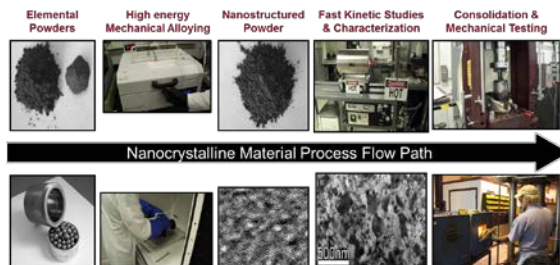 Elemental
Powders
High energy
Mechanical Alloying
Nanostructured
Powder
Fast Kinetic Studies
& Characterization
Consolidation &
Mechanical Testing
HOT
Nanocrystalline Material Process Flow Path
500nm